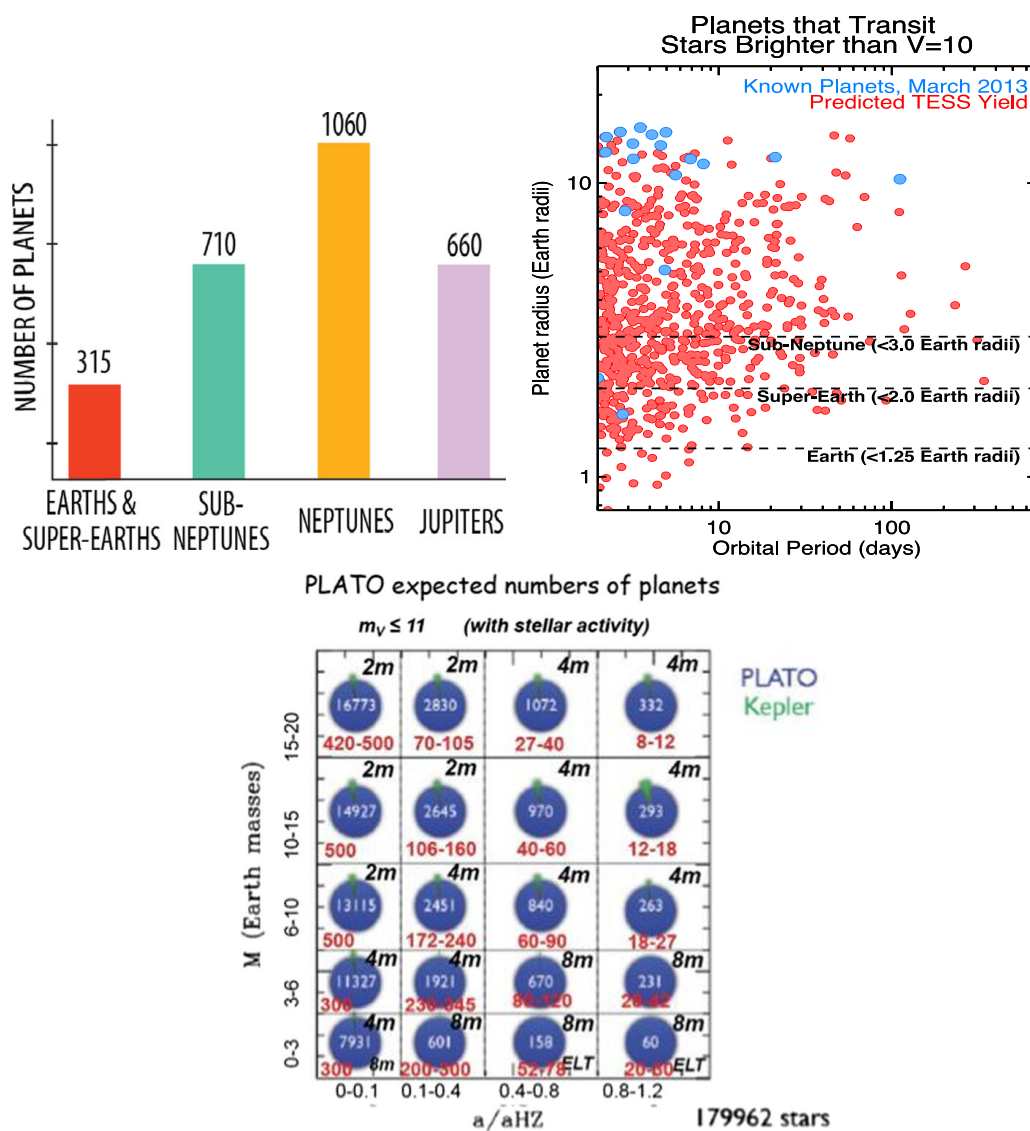 NUMBER OF PLANETS
315
710
1060
660
EARTHS &
SUPER-EARTHS
SUB-
NEPTUNES
NEPTUNES
JUPITERS
Planets that Transit
Stars Brighter than V=10
Known Planets, March 2013
Predicted TESS Yield
Planet radius (Earth radii)
10
1
Sub-Neptune (<3.0 Earth radii)
Super-Earth (<2.0 Earth radii)
Earth (<1.25 Earth radii)
10 100
Orbital Period (days)
PLATO expected numbers of planets
mV ≤ 11 (with stellar activity)
PLATO
Kepler
M (Earth masses)
15-20
2m 2m 4m 4m
16773 2830 1072 332
420-500 70-105 27-40 8-12
10-15
2m 2m 4m 4m
14927 2645 970 293
500 106-160 40-60 12-18
6-10
2m 4m 4m 4m
13115 2451 840 263
500 172-240 60-90 18-27
3-6
4m 4m 8m 8m
11327 1921 670 231
300
0-3
4m 8m 8m 8m
7931 601 158 60
300 8m 200-300 52-78 ELT 20-30 ELT
0-0.1 0.1-0.4 0.4-0.8 0.8-1.2
a/aHZ
179962 stars